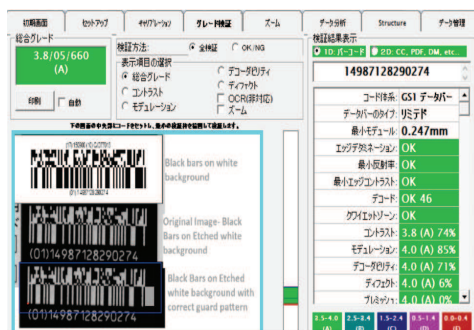 初期画面 セットアップ キャリブレーション グレード検証 ズーム データ分析 Structure データ管理
総合グレード
3.8/05/660
(A)
印刷 自動
検証方法: 全検証 OK/NG
表示項目の選択
総合グレード
コントラスト
モデュレーション
デコーダビリティ
ディフェクト
OCR(非対応)
ズーム
検証結果表示
1D: バーコード 2D: CC, PDF, DM, etc.
14987128290274
コード体系: GS1 データバー
データバーのタイプ: リミテド
最小モデュール: 0.247mm
エッジデタミネーション: OK
最小反射率: OK
最小エッジコントラスト: OK
デコード: OK 46
クワイエットゾーン: OK
コントラスト: 3.8 (A) 74%
モデュレーション: 4.0 (A) 85%
デコーダビリティ: 4.0 (A) 71%
ディフェクト: 4.0 (A) 6%
4.0 (A) 0%
3.5-4.0 2.5-3.4 1.5-2.4 0.5-1.4 0.0-0.4
(A) (B) (C) (D) (F)
Black bars on white
background
(01)14987128290274
Original Image- Black
Bars on Etched white
background
(01)14987128290274
Black Bars on Etched
white background with
correct guard pattern
(01)14987128290274